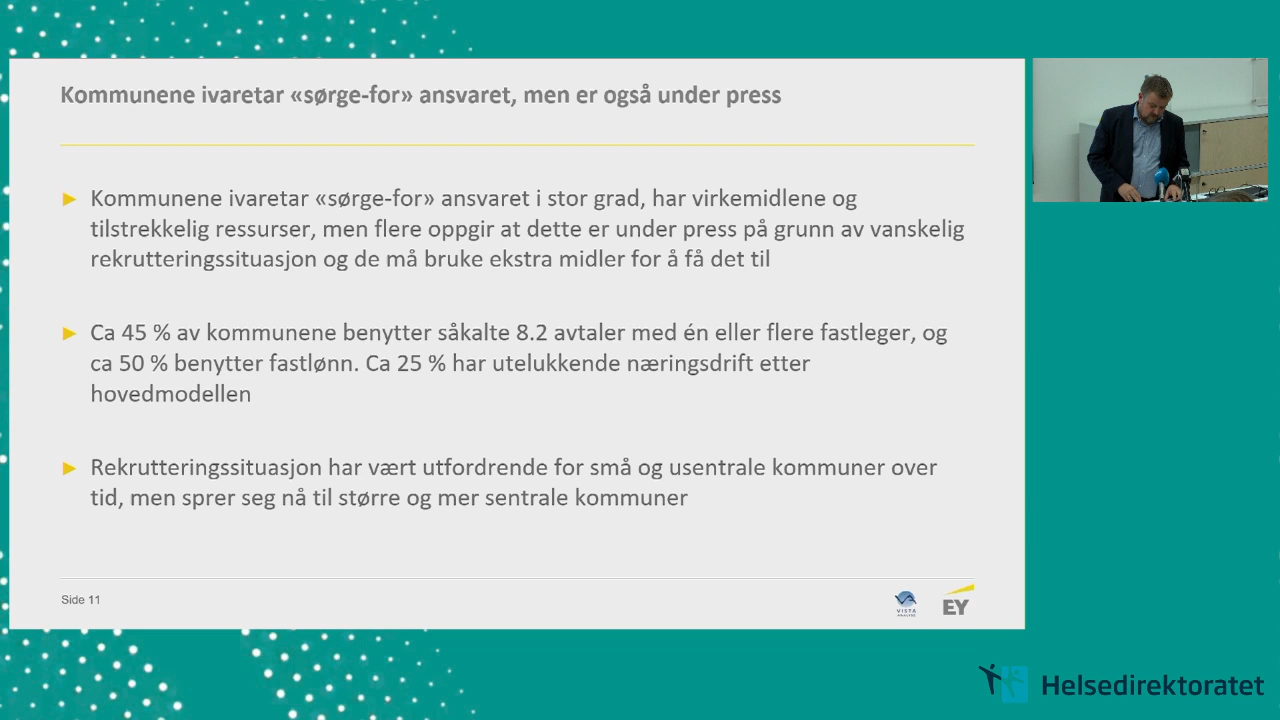 Kommunene ivaretar «sørge-for» ansvaret, men er også under press
► Kommunene ivaretar «sørge-for» ansvaret i stor grad, har virkemidlene og
tilstrekkelig ressurser, men flere oppgir at dette er under press på grunn av vanskelig
rekrutteringssituasjon og de må bruke ekstra midler for å få det til
► Ca 45 % av kommunene benytter såkalte 8.2 avtaler med én eller flere fastleger, og
ca 50 % benytter fastlønn. Ca 25 % har utelukkende næringsdrift etter
hovedmodellen
► Rekrutteringssituasjon har vært utfordrende for små og usentrale kommuner over
tid, men sprer seg nå til større og mer sentrale kommuner
Side 11
VISTA
ANALYSE
EY
Helsedirektoratet